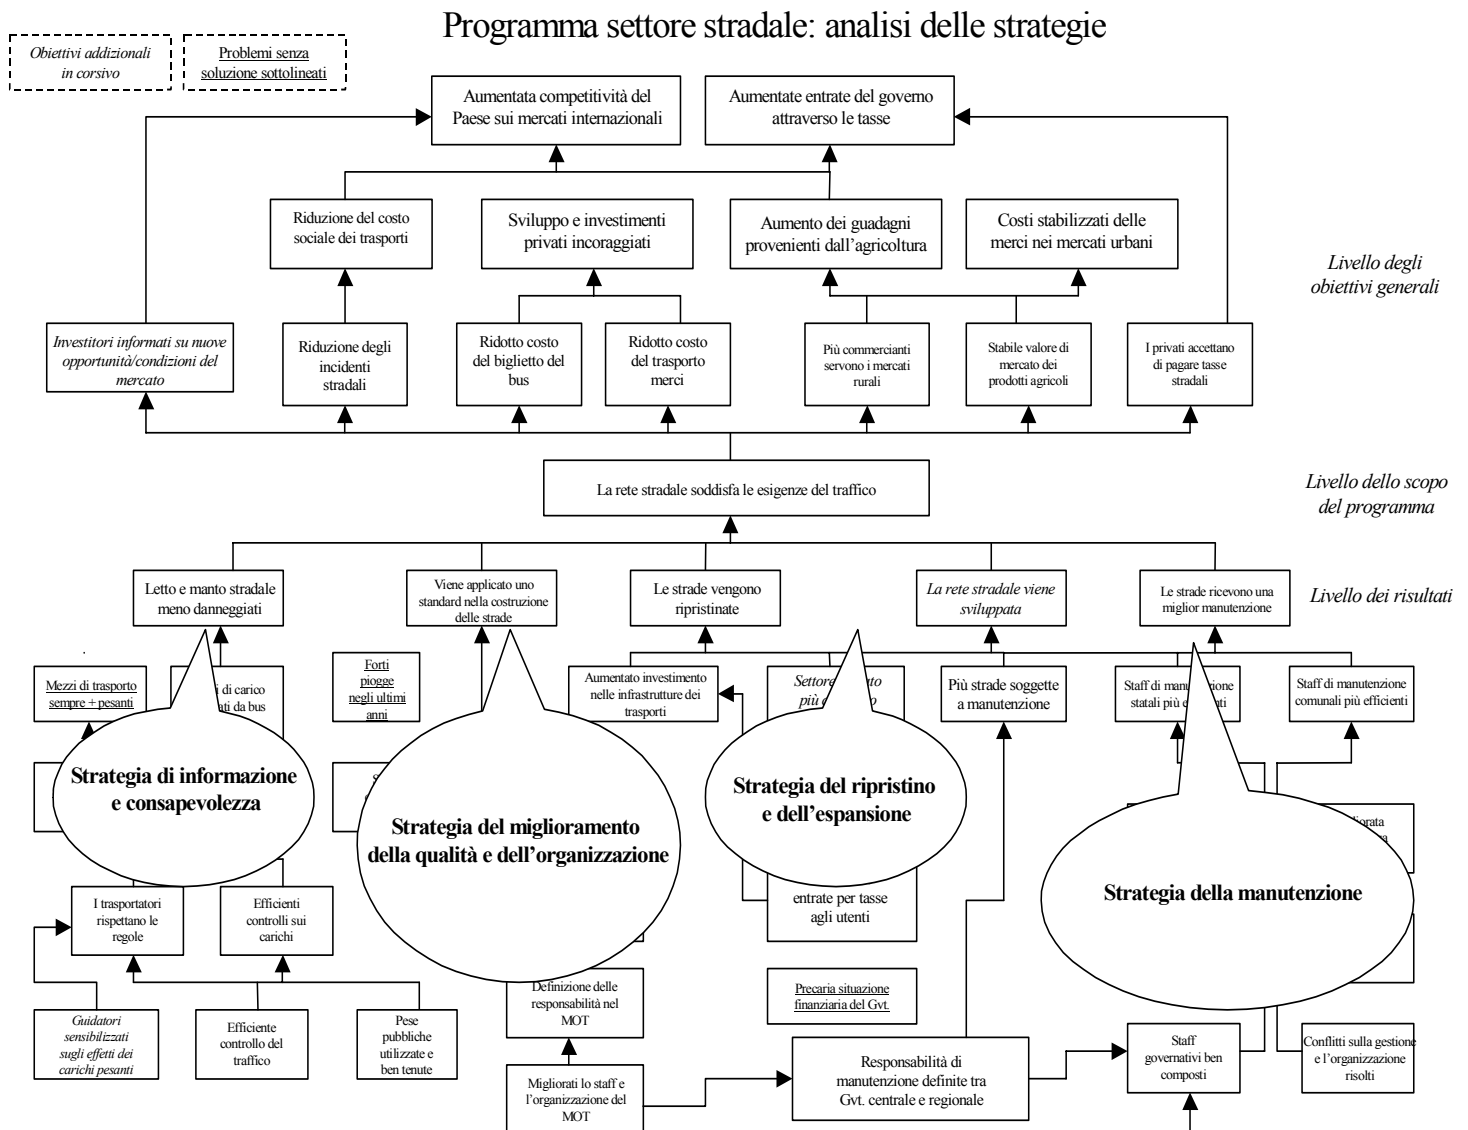 Programma settore stradale: analisi delle strategie
Obiettivi addizionali
in corsivo
Problemi senza
soluzione sottolineati
Aumentata competitività del
Paese sui mercati internazionali
Aumentate entrate del governo
attraverso le tasse
Riduzione del costo
sociale dei trasporti
Sviluppo e investimenti
privati incoraggiati
Aumento dei guadagni
provenienti dall'agricoltura
Costi stabilizzati delle
merci nei mercati urbani
Livello degli
obiettivi generali
Investitori informati su nuove
opportunità/condizioni del
mercato
Riduzione degli
incidenti
stradali
Ridotto costo
del biglietto del
bus
Ridotto costo
del trasporto
merci
Più commercianti
servono i mercati
rurali
Stabile valore di
mercato dei
prodotti agricoli
I privati accettano
di pagare tasse
stradali
La rete stradale soddisfa le esigenze del traffico
Livello dello scopo
del programma
Letto e manto stradale
meno danneggiati
Viene applicato uno
standard nella costruzione
delle strade
Le strade vengono
ripristinate
La rete stradale viene
sviluppata
Le strade ricevono una
miglior manutenzione
Livello dei risultati
Mezzi di trasporto
sempre + pesanti
di carico
da bus
Forti
piogge
negli ultimi
anni
Aumentato investimento
nelle infrastrutture dei
trasporti
Settore
più
Più strade soggette
a manutenzione
Staff di
statali più
Staff di manutenzione
comunali più efficienti
Strategia di informazione
e consapevolezza
Strategia del miglioramento
della qualità e dell'organizzazione
Strategia del ripristino
e dell'espansione
Strategia della manutenzione
I trasportatori
rispettano le
regole
Efficienti
controlli sui
carichi
entrate per tasse
agli utenti
Guidatori
sensibilizzati
sugli effetti dei
carichi pesanti
Efficiente
controllo del
traffico
Pese
pubbliche
utilizzate e
ben tenute
Definizione delle
responsabilità nel
MOT
Precaria situazione
finanziaria del Gvt.
Migliorati lo staff e
l'organizzazione del
MOT
Responsabilità di
manutenzione definite tra
Gvt. centrale e regionale
Staff
governativi ben
composti
Conflitti sulla gestione
e l'organizzazione
risolti